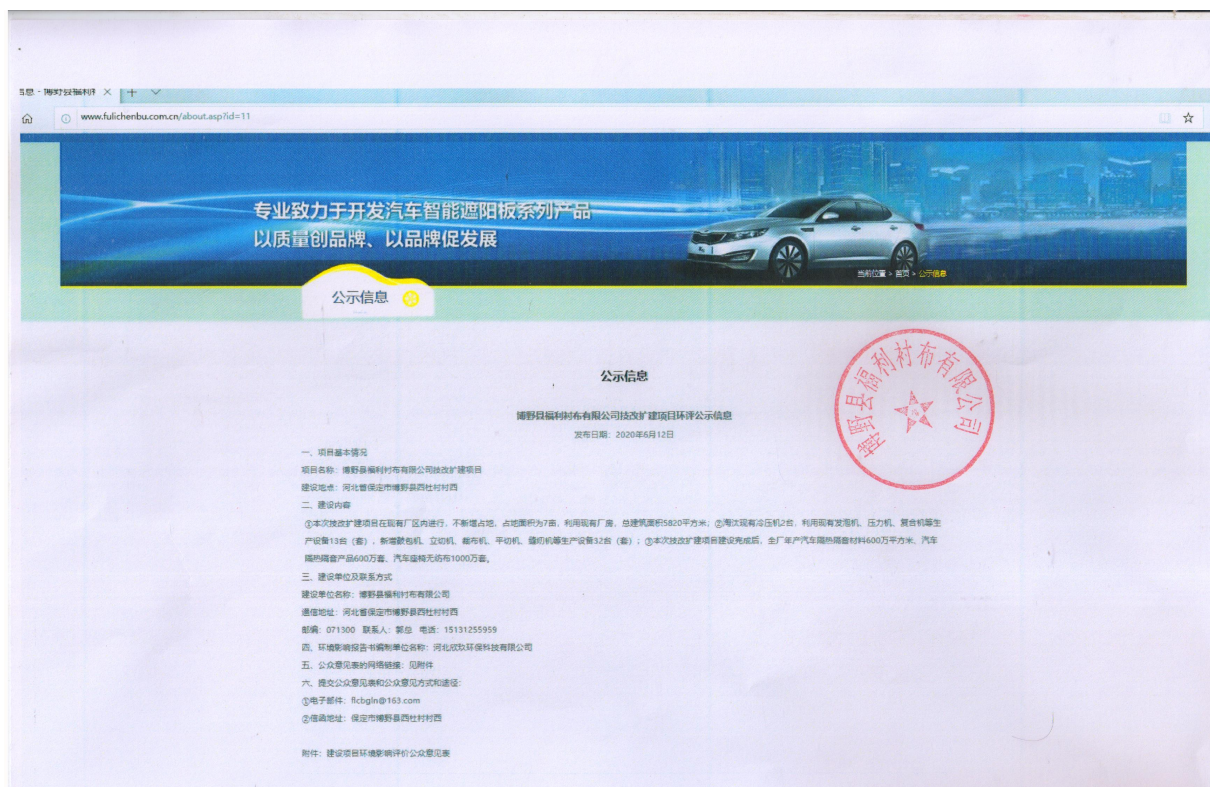 信息 - 博野县福利衬
www.fulichenbu.com.cn/about.asp?id=11
专业致力于开发汽车智能遮阳板系列产品
以质量创品牌、以品牌促发展
当前位置 > 首页 > 公示信息
公示信息
公示信息
博野县福利衬布有限公司技改扩建项目环评公示信息
发布日期：2020年6月12日
博野县福利衬布有限公司
一、项目基本情况
项目名称：博野县福利衬布有限公司技改扩建项目
建设地点：河北省保定市博野县四杜村村西
二、建设内容
①本次技改扩建项目在现有厂区内进行，不新增占地，占地面积为7亩，利用现有厂房，总建筑面积5820平方米；②淘汰现有冷压机2台，利用现有发泡机、压力机、复合机等生
产设备13台（套），新增散包机、立切机、裁布机、平切机、缝纫机等生产设备32台（套）；③本次技改扩建项目建设完成后，全厂年产汽车隔热隔音材料600万平方米、汽车
隔热隔音产品600万套、汽车座椅无纺布1000万套。
三、建设单位及联系方式
建设单位名称：博野县福利衬布有限公司
通信地址：河北省保定市博野县四杜村村西
邮编：071300 联系人：郭总 电话：15131255959
四、环境影响报告书编制单位名称：河北欣玖环保科技有限公司
五、公众意见表的网络链接：见附件
六、提交公众意见表和公众意见方式和途径：
①电子邮件：flcbgln@163.com
②信函地址：保定市博野县四杜村村西
附件：建设项目环境影响评价公众意见表